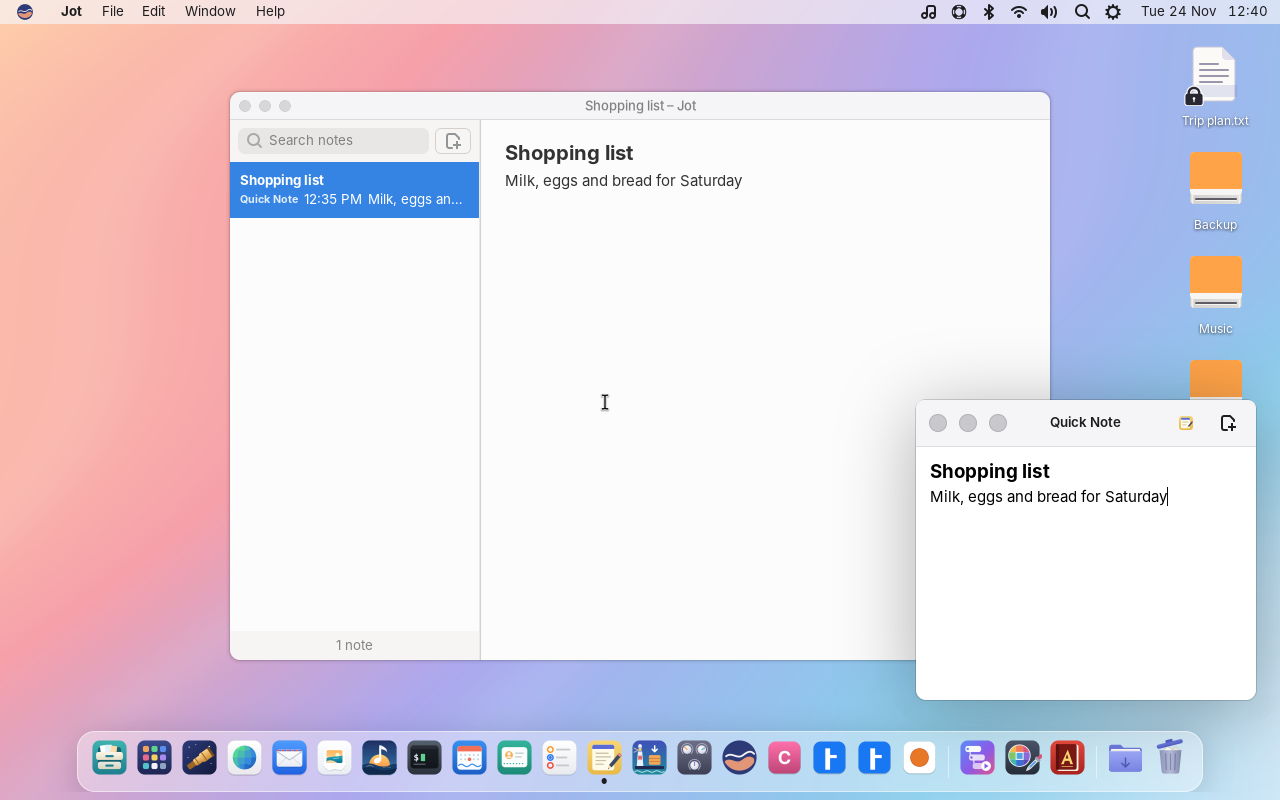 Jot File Edit Window Help Tue 24 Nov 12:40
Trip plan.txt
Backup
Music
Shopping list – Jot
Search notes
Shopping list
Quick Note 12:35 PM Milk, eggs an...
1 note
Shopping list
Milk, eggs and bread for Saturday
Quick Note
Shopping list
Milk, eggs and bread for Saturday
$
C
A